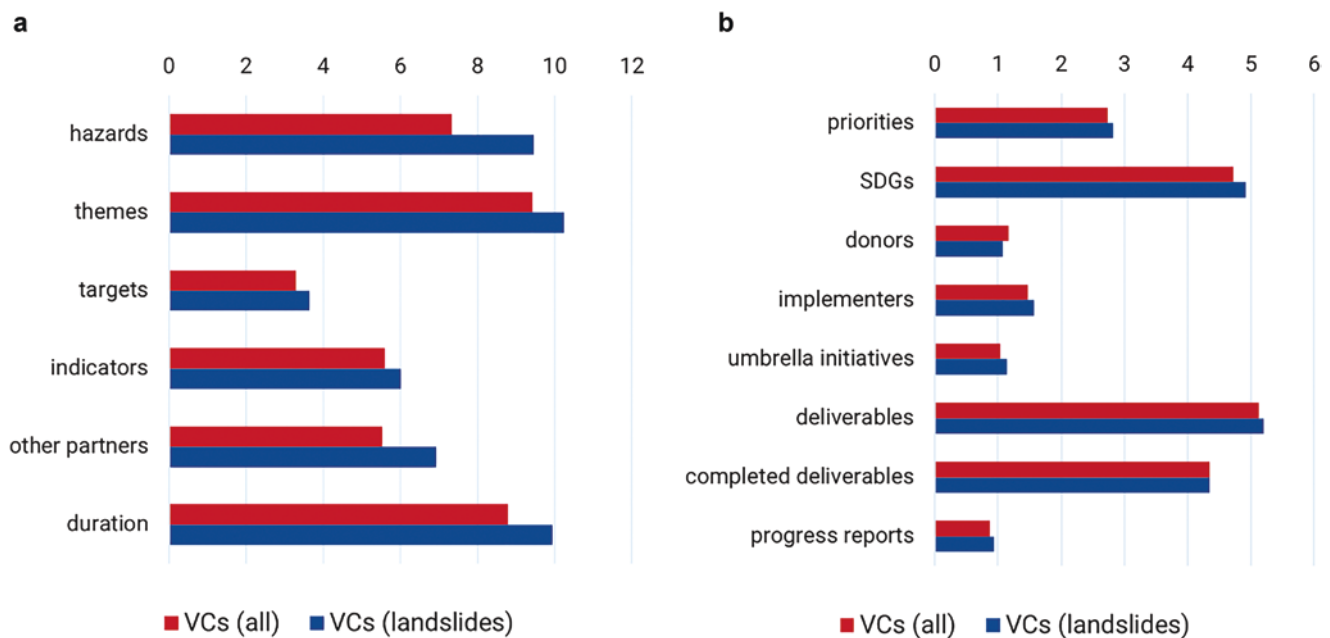 a
0 2 4 6 8 10 12
hazards
themes
targets
indicators
other partners
duration
VCs (all) VCs (landslides)
b
0 1 2 3 4 5 6
priorities
SDGs
donors
implementers
umbrella initiatives
deliverables
completed deliverables
progress reports
VCs (all) VCs (landslides)